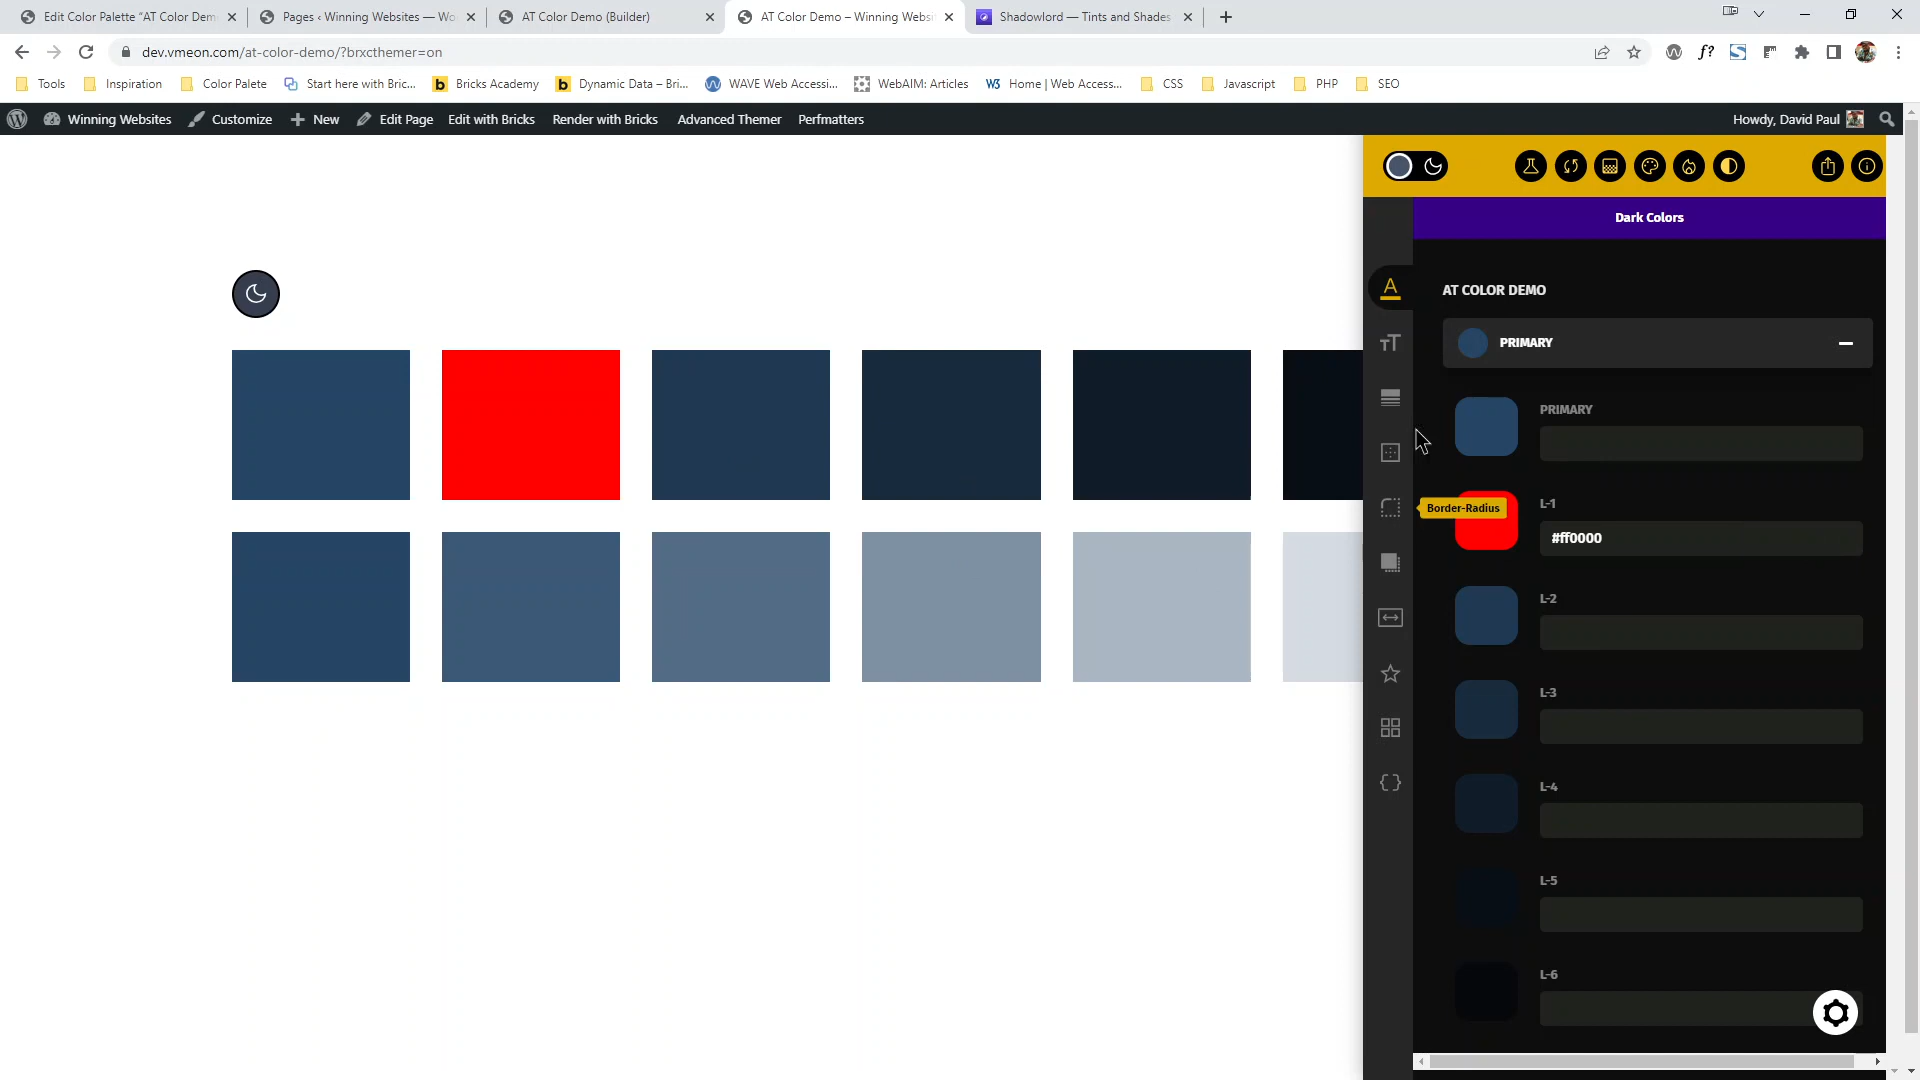 Edit Color Palette "AT Color Dem
Pages ‹ Winning Websites — Wo
AT Color Demo (Builder)
AT Color Demo – Winning Websi
Shadowlord — Tints and Shades
dev.vmeon.com/at-color-demo/?brxcthemer=on
f?
Tools
Inspiration
Color Palete
Start here with Bric...
Bricks Academy
Dynamic Data – Bri...
WAVE Web Accessi...
WebAIM: Articles
W3
Home | Web Access...
CSS
Javascript
PHP
SEO
Winning Websites
Customize
New
Edit Page
Edit with Bricks
Render with Bricks
Advanced Themer
Perfmatters
Howdy, David Paul
Dark Colors
AT COLOR DEMO
PRIMARY
PRIMARY
L-1
Border-Radius
#ff0000
L-2
L-3
L-4
L-5
L-6